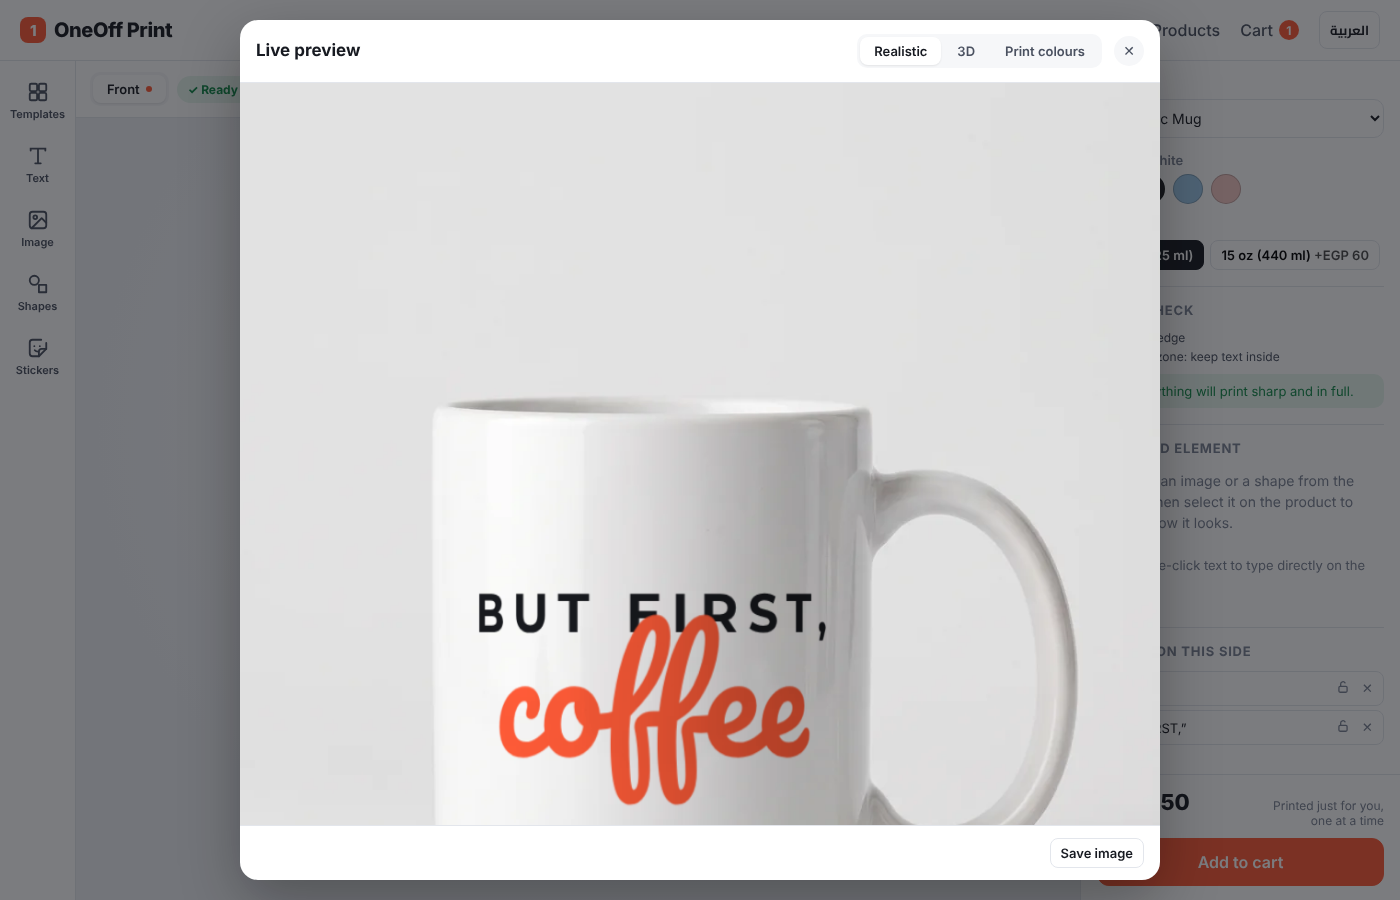 1 OneOff Print
Products
Cart 1
العربية
Live preview
Realistic
3D
Print colours
×
Templates
Text
Image
Shapes
Stickers
Front
✓ Ready
BUT FIRST,
coffee
Save image
c Mug
hite
5 ml)
15 oz (440 ml) +EGP 60
HECK
edge
zone: keep text inside
thing will print sharp and in full.
D ELEMENT
an image or a shape from the
hen select it on the product to
ow it looks.
e-click text to type directly on the
ON THIS SIDE
RST,”
50
Printed just for you,
one at a time
Add to cart